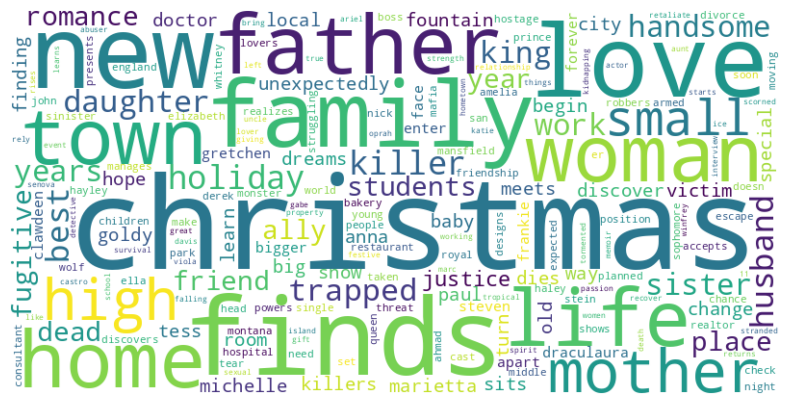 romance doctor local fountain boss hostage retaliate divorce
bring ariel
abuser lovers prince city handsome
new father king love
finding learns rises presents england whitney unexpectedly year forever aunt moving
left true strength relationship actor things soon
daughter john elizabeth nick face amelia begin kidnapping starts scorned
sinister uncle realizes struggling oprah mafia hometown katie robbers armed
town family enter san work small special
rely event lower giving gretchen dreams mansfield friendship er ice interview
years holiday killer meets discover woman
manages students victim doesn
semova hayley hope derek monster world
christmas
best clawdeen children make gabe bakery young baby position escape
goldy learn great property people anna restaurant designs frankie expected sophomore tormented memoir winfrey accepts husband
fugitive wolf park davis viola detective survival working festive bigger ally royal marc passion
castro ella friend big show taken trapped justice dies way planned haley chance sister
high school falling powers single threat paul steven stein tropical women recover stranded change
like dead tess head montana island queen cast ahmad turn old shows death realtor place
finds life
home discovers room gift need set spirit draculaura returns mother
consultant hospital tear sexual killers apart middle check
michelle marietta sits night